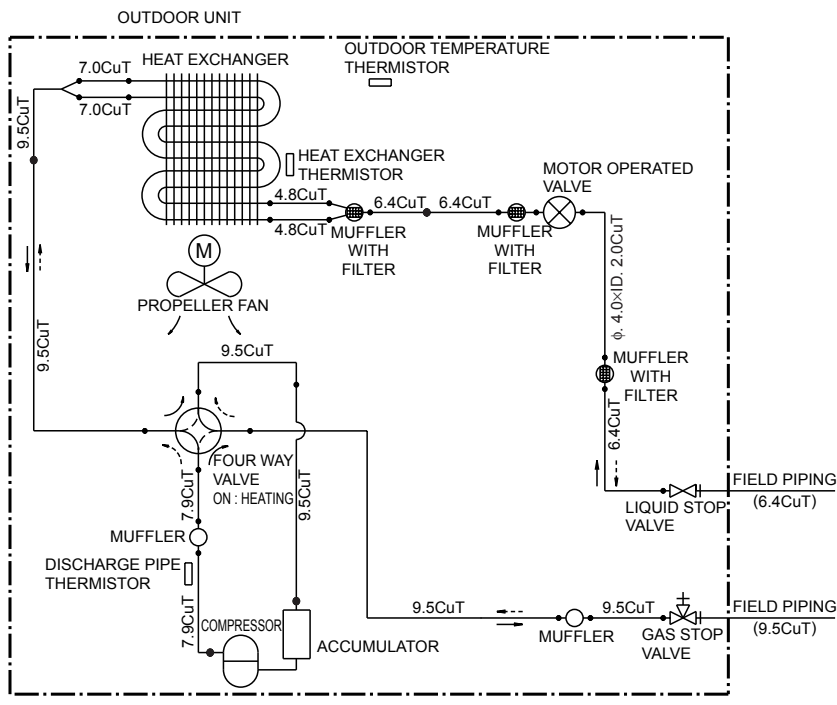 OUTDOOR UNIT
HEAT EXCHANGER
OUTDOOR TEMPERATURE
THERMISTOR
7.0CuT
7.0CuT
9.5CuT
HEAT EXCHANGER
THERMISTOR
MOTOR OPERATED
VALVE
4.8CuT
4.8CuT
6.4CuT
6.4CuT
MUFFLER
WITH
FILTER
MUFFLER
WITH
FILTER
M
PROPELLER FAN
ϕ. 4.0×ID. 2.0CuT
9.5CuT
9.5CuT
MUFFLER
WITH
FILTER
6.4CuT
FOUR WAY
VALVE
ON : HEATING
7.9CuT
9.5CuT
FIELD PIPING
(6.4CuT)
LIQUID STOP
VALVE
MUFFLER
DISCHARGE PIPE
THERMISTOR
7.9CuT
COMPRESSOR
ACCUMULATOR
9.5CuT
9.5CuT
MUFFLER
GAS STOP
VALVE
FIELD PIPING
(9.5CuT)